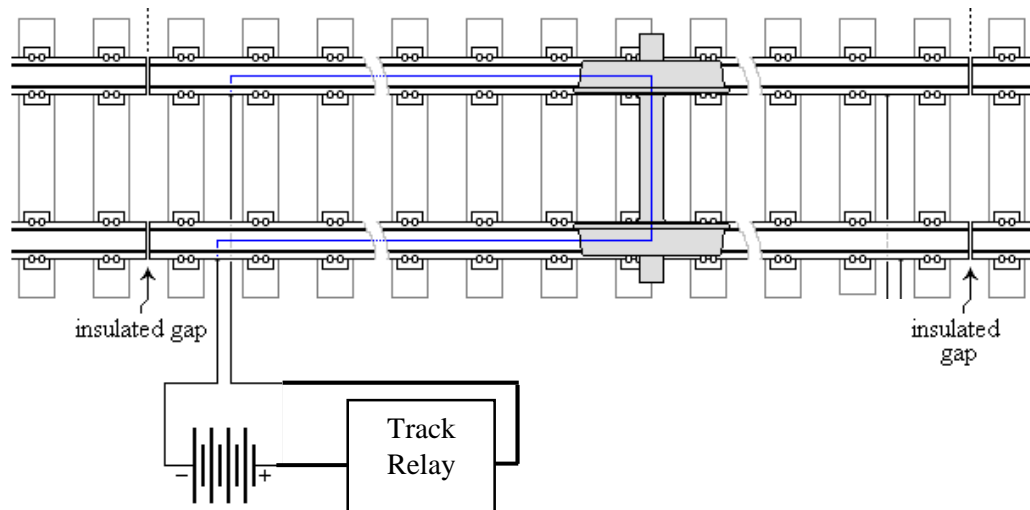 insulated gap
insulated
gap
Track
Relay
− +